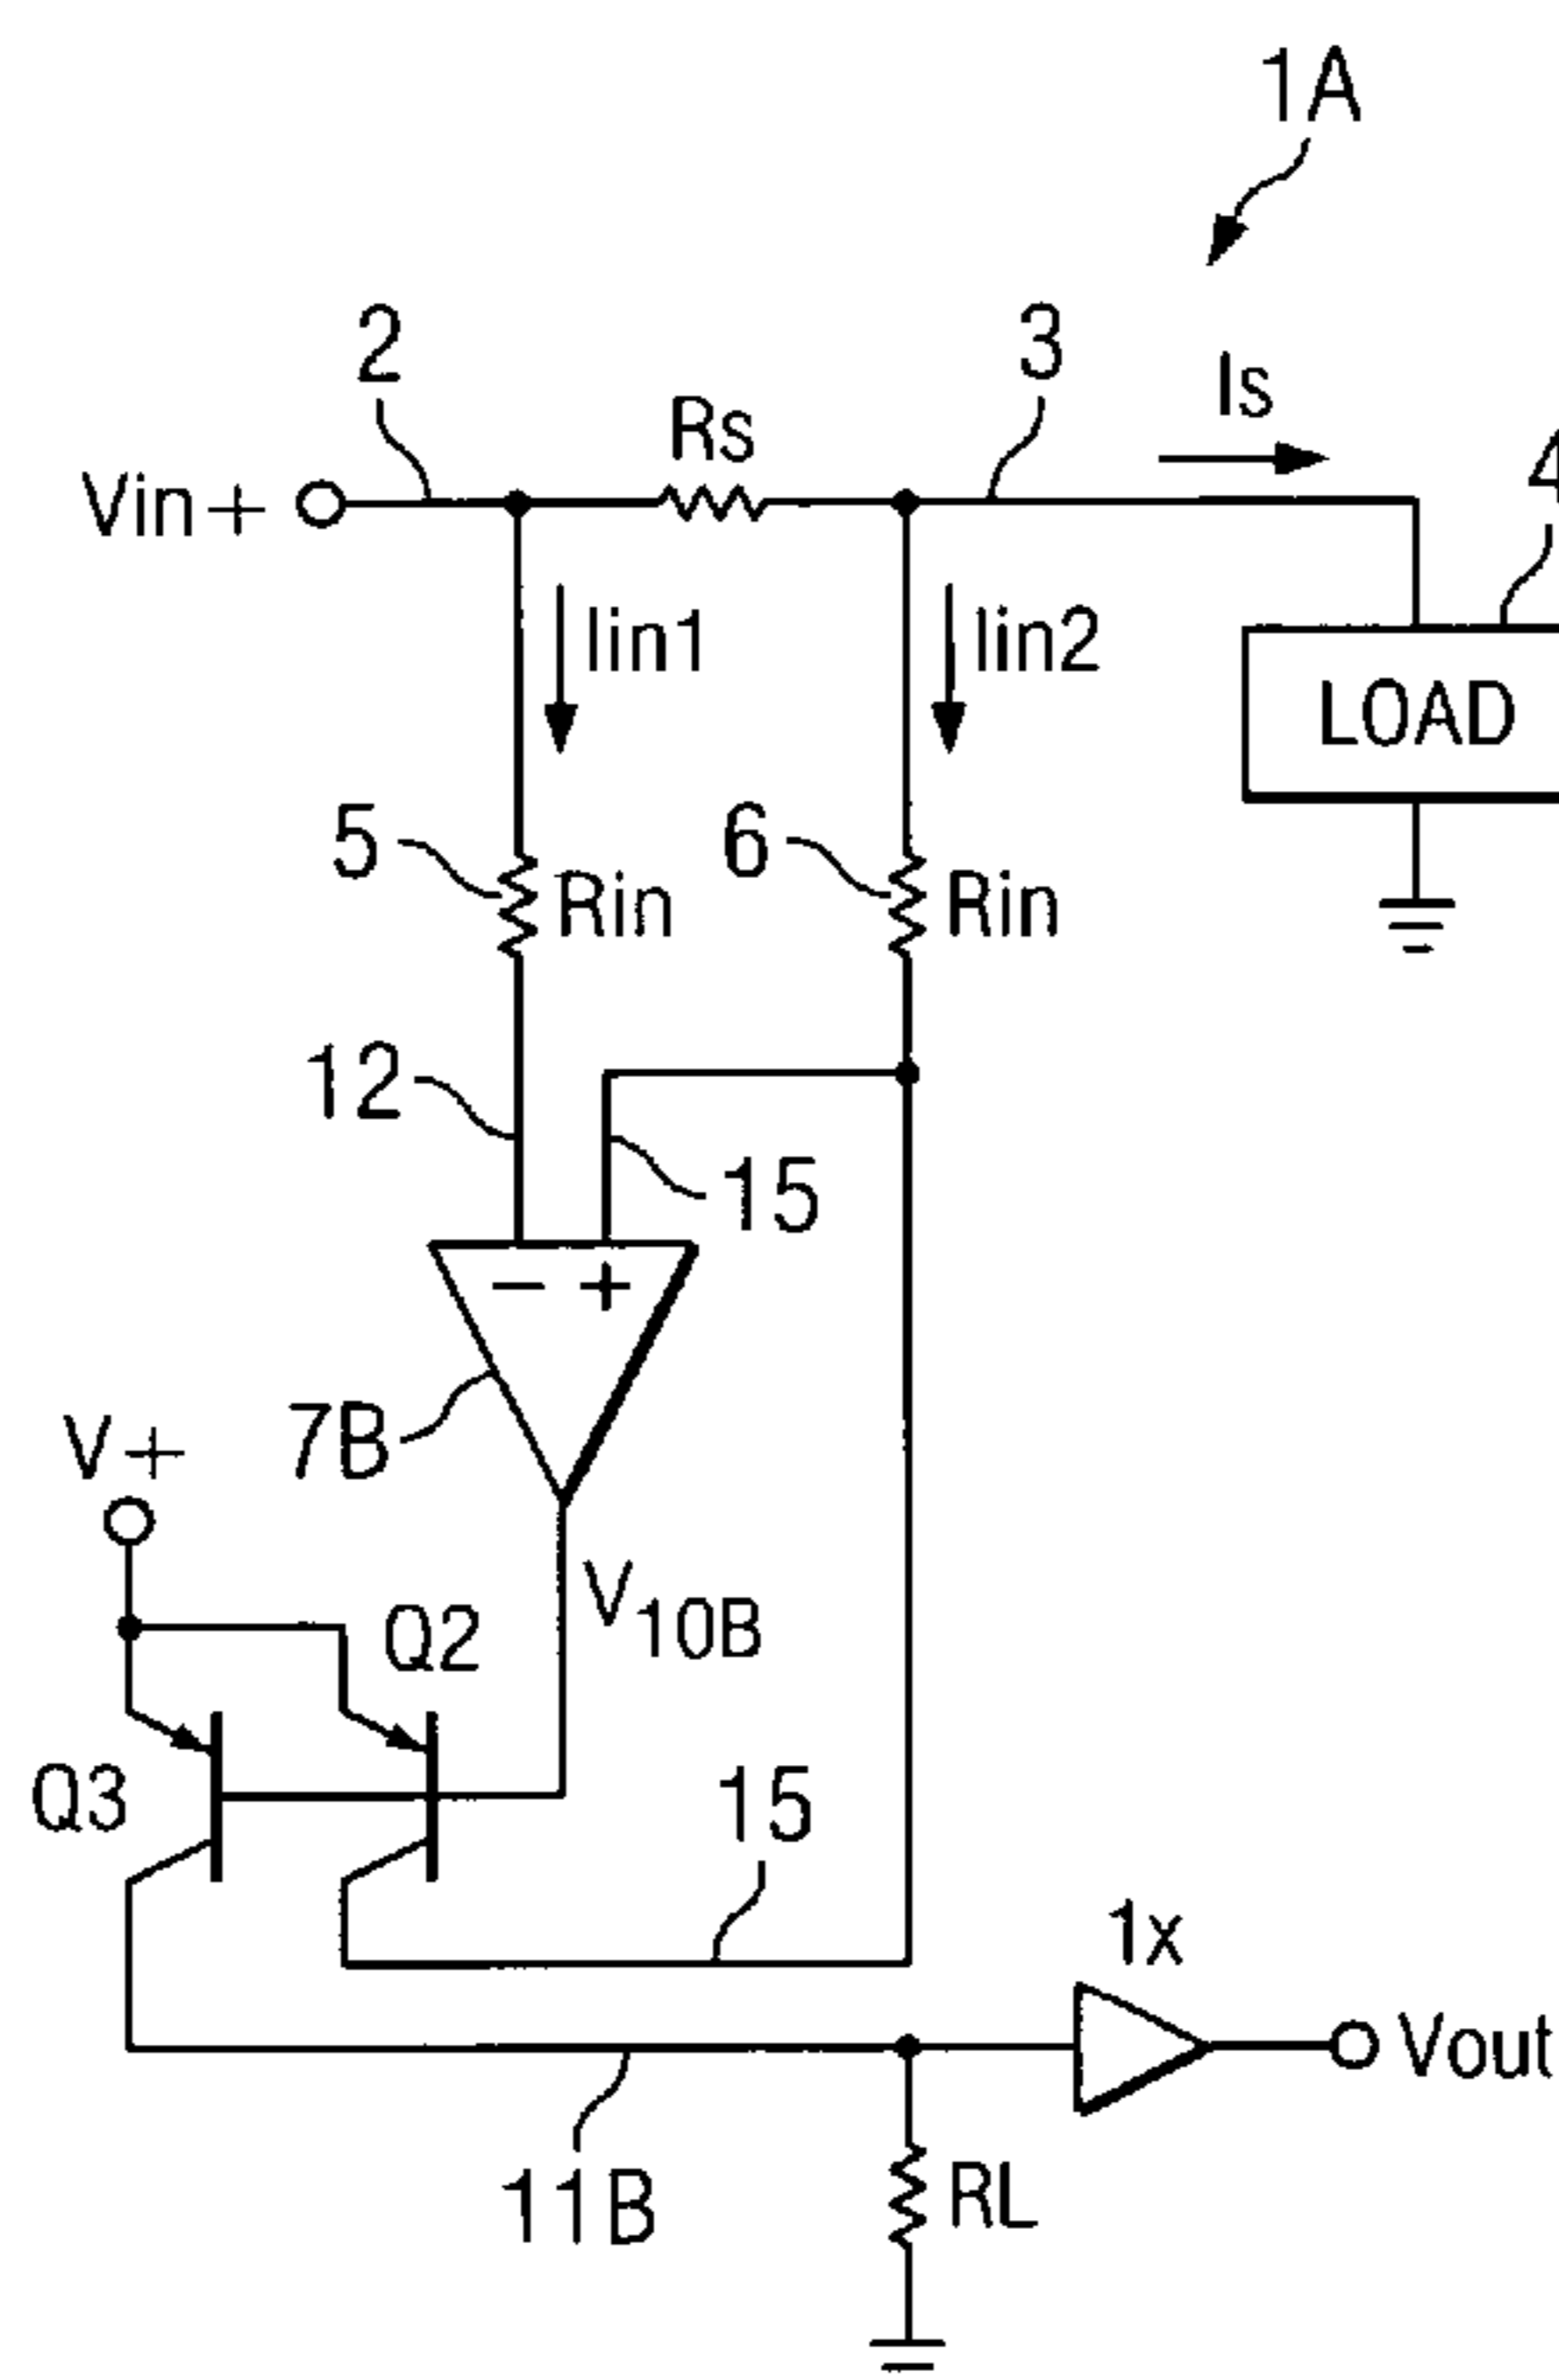 1A
2
3
Rs
Is
Vin+
4
Iin1
Iin2
LOAD
5
Rin
6
Rin
12
15
− +
7B
V+
V10B
Q2
Q3
15
1x
Vout
11B
RL